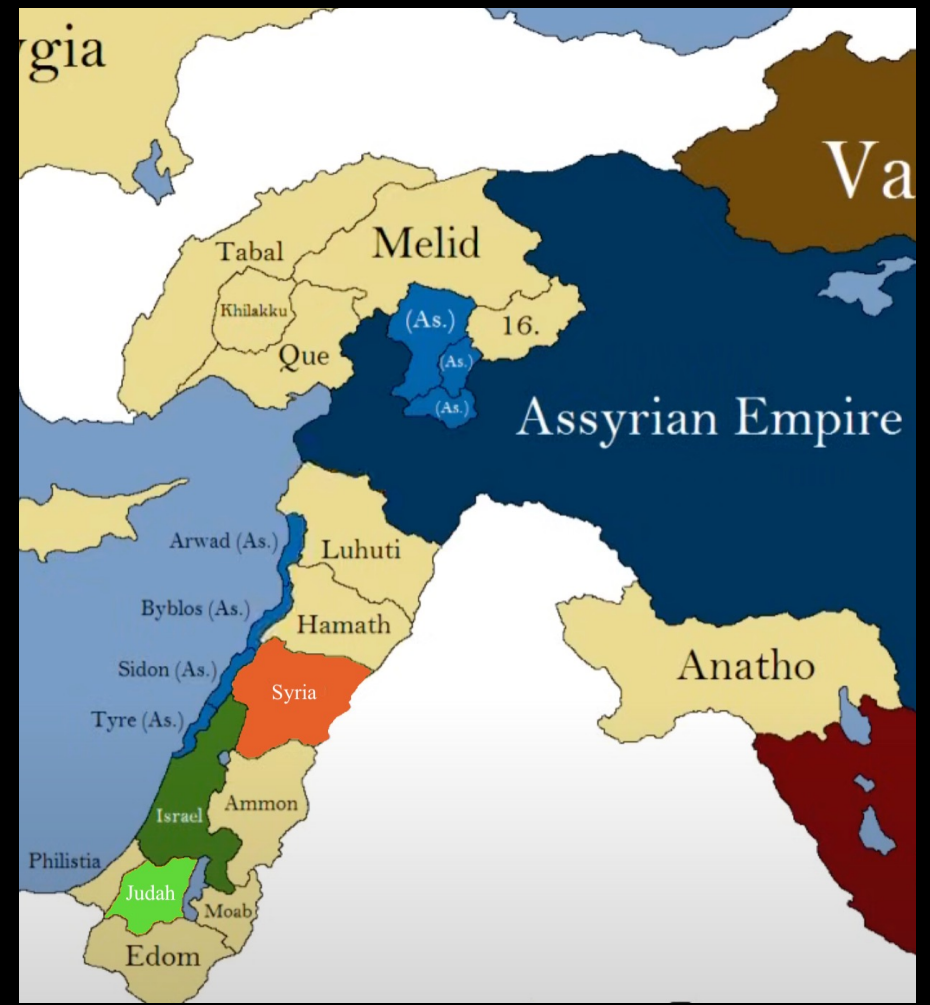 ygia
Va
Tabal
Melid
Khilakku
(As.)
16.
Que
(As.)
(As.)
Assyrian Empire
Arwad (As.)
Luhuti
Byblos (As.)
Hamath
Sidon (As.)
Anatho
Syria
Tyre (As.)
Ammon
Israel
Philistia
Judah
Moab
Edom